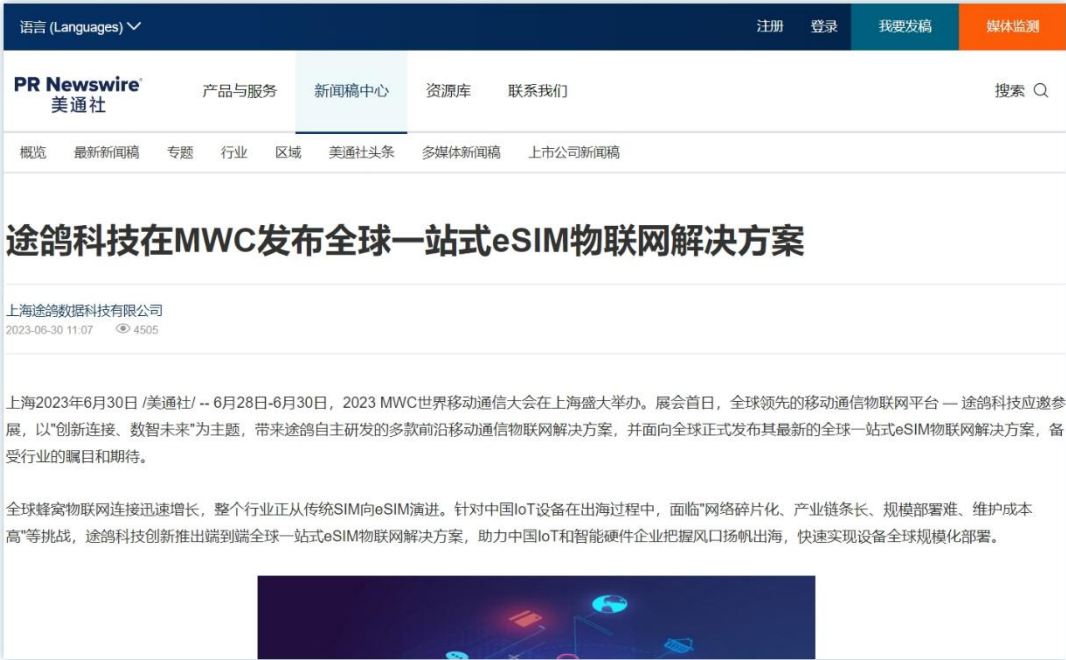 语言 (Languages)
注册
登录
我要发稿
媒体监测
PR Newswire
美通社
产品与服务
新闻稿中心
资源库
联系我们
搜索
概览
最新新闻稿
专题
行业
区域
美通社头条
多媒体新闻稿
上市公司新闻稿
途鸽科技在MWC发布全球一站式eSIM物联网解决方案
上海途鸽数据科技有限公司
2023-06-30 11:07
4505
上海2023年6月30日 /美通社/ -- 6月28日-6月30日，2023 MWC世界移动通信大会在上海盛大举办。展会首日，全球领先的移动通信物联网平台 — 途鸽科技应邀参
展，以"创新连接、数智未来"为主题，带来途鸽自主研发的多款前沿移动通信物联网解决方案，并面向全球正式发布其最新的全球一站式eSIM物联网解决方案，备
受行业的瞩目和期待。
全球蜂窝物联网连接迅速增长，整个行业正从传统SIM向eSIM演进。针对中国IoT设备在出海过程中，面临"网络碎片化、产业链条长、规模部署难、维护成本
高"等挑战，途鸽科技创新推出端到端全球一站式eSIM物联网解决方案，助力中国IoT和智能硬件企业把握风口扬帆出海，快速实现设备全球规模化部署。